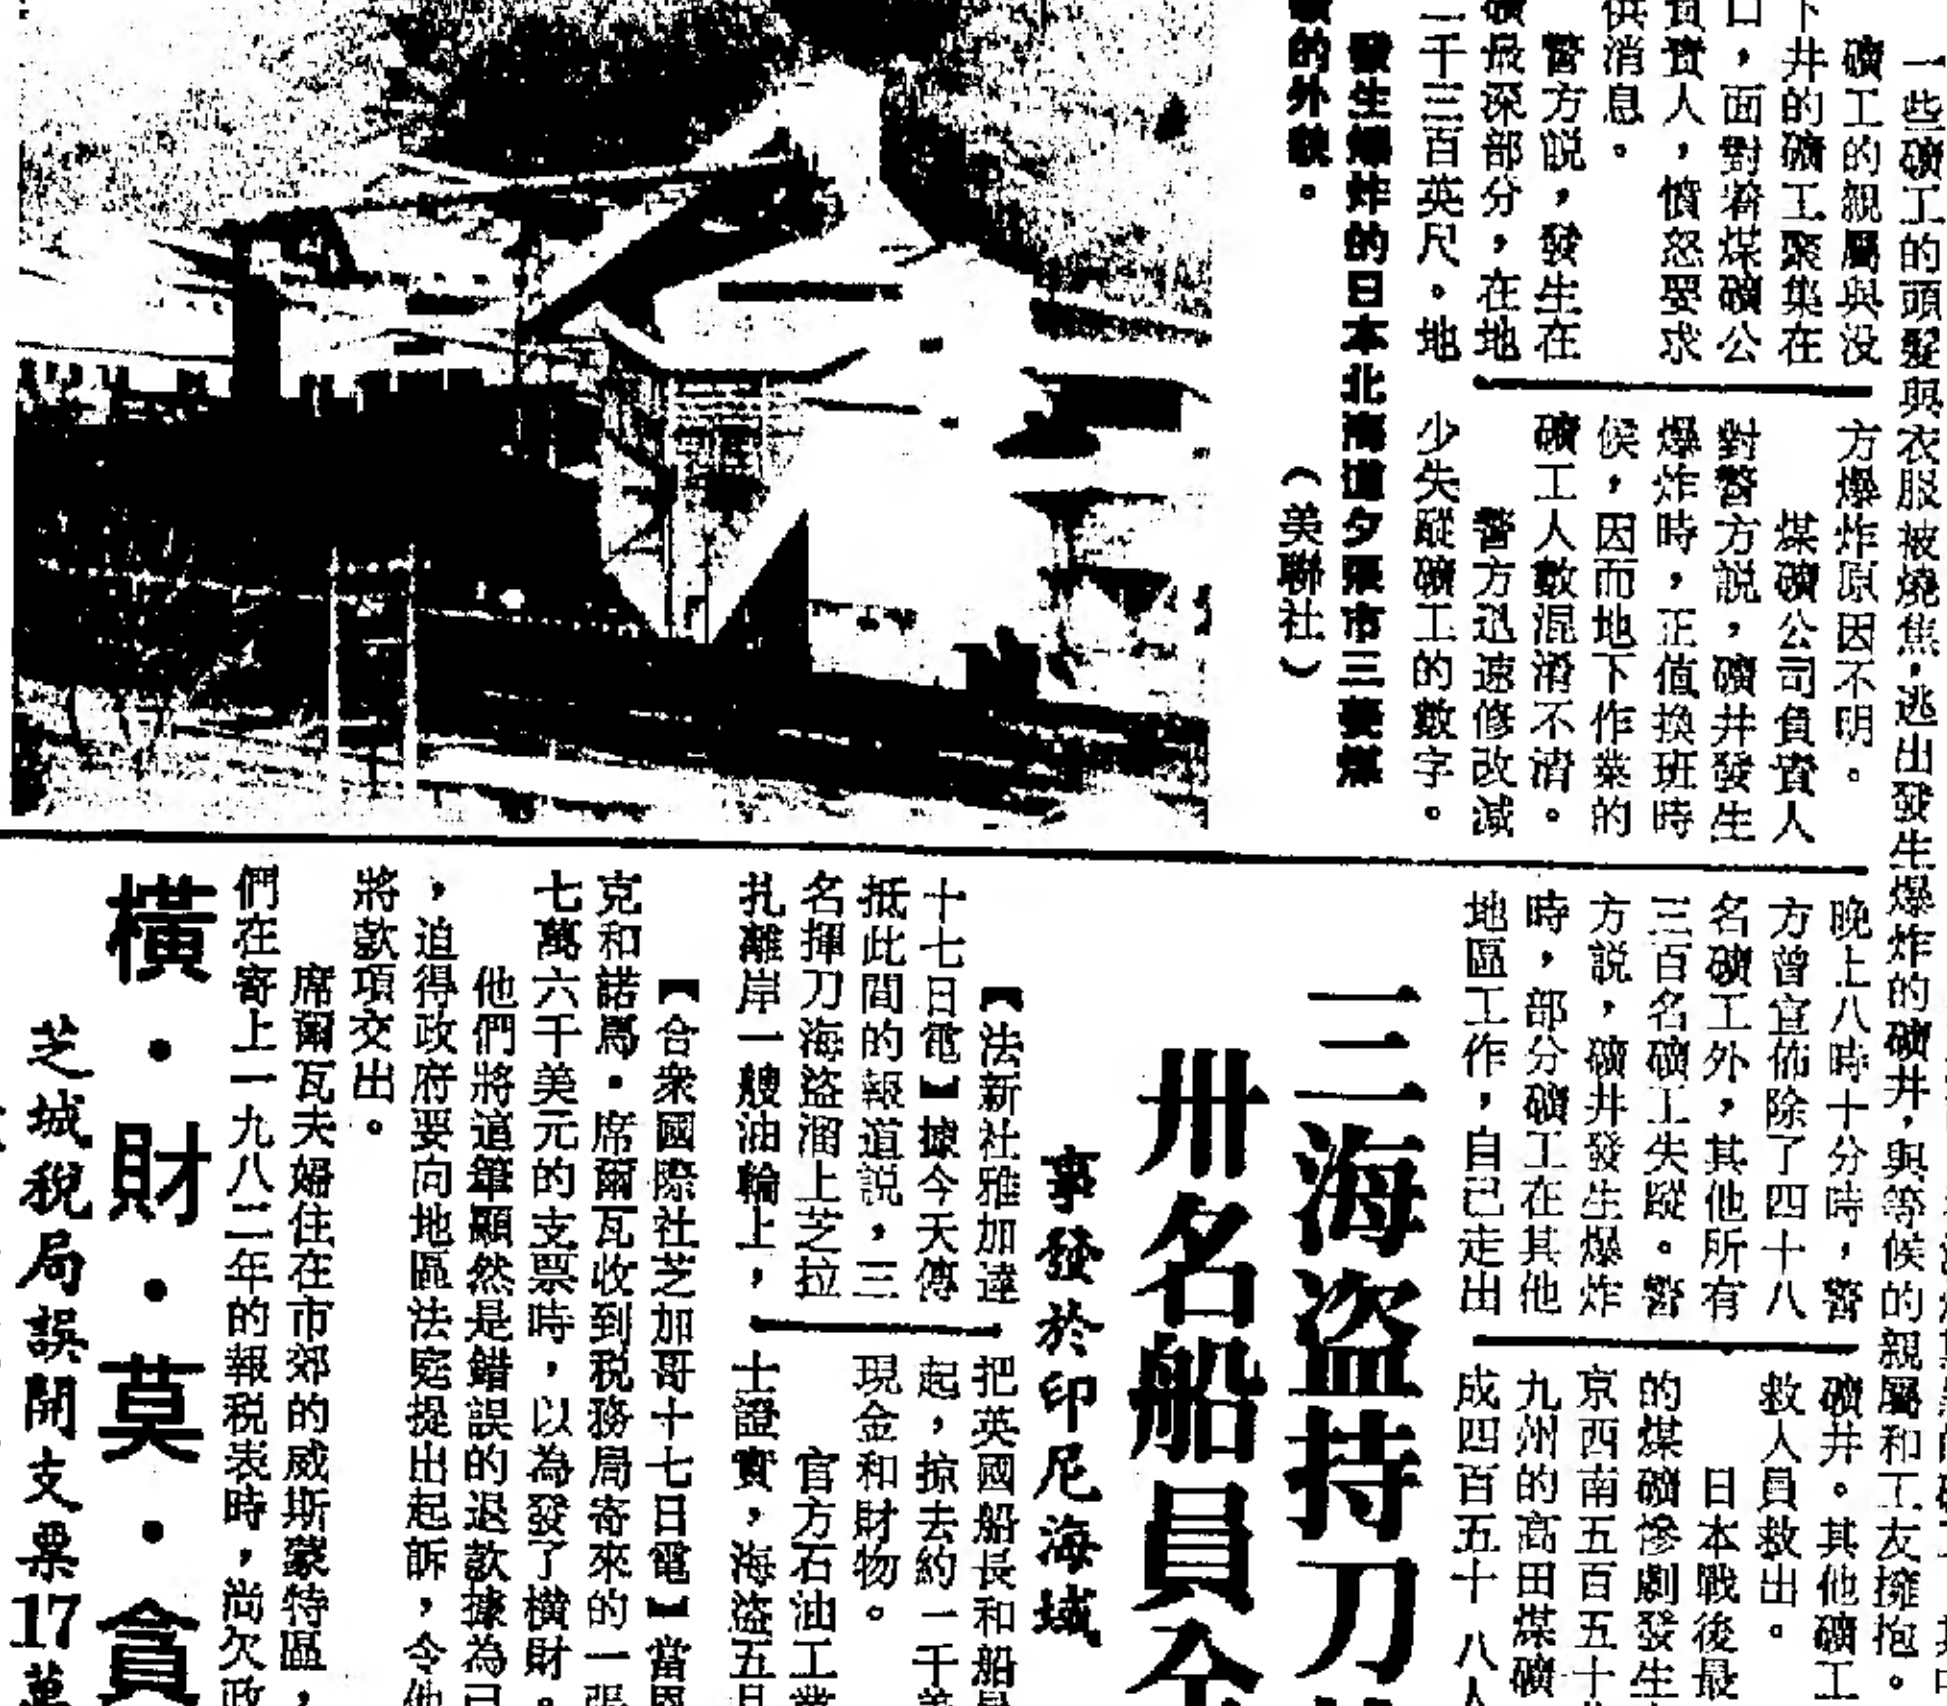 一些礦工的頭髮與衣服被燒焦，逃出發生爆炸的礦井，與等候的親屬和工友擁抱。
礦工的親屬與没
下井的礦工聚集在
口，面對着煤礦公
負責人，憤怒要求
供消息。
警方説，發生在
礦最深部分，在地
二千三百英尺。地
方爆炸原因不明。
煤礦公司負責人
對警方説，礦井發生
爆炸時，正值換班時
候，因而地下作業的
礦工人數混淆不清。
警方迅速修改減
少失蹤礦工的數字。
發生爆炸的日本北海道夕張市三菱煤
礦的外貌。
（美聯社）
晚上八時十分時，警
方曾宣佈除了四十八
名礦工外，其他所有
三百名礦工失蹤。警
方説，礦井發生爆炸
時，部分礦工在其他
地區工作，自己走出
礦井。其他礦工
救人員救出。
日本戰後最
的煤礦慘劇發生
京西南五百五十
九州的高田煤礦
成四百五十八人
三海盜持刀
卅名船員全
事發於印尼海域
【法新社雅加達
十七日電】據今天傳
抵此間的報道説，三
名揮刀海盜溜上芝拉
扎離岸一艘油輪上，
把英國船長和船員
起，掠去約一千美
現金和財物。
官方石油工業
士證實，海盜五日
【合衆國際社芝加哥十七日電】當恩
克和諾馬·席爾瓦收到税務局寄來的一張
七萬六千美元的支票時，以為發了横財。
他們將這筆顯然是錯誤的退款據為已
，迫得政府要向地區法庭提出起訴，令他
將款項交出。
席爾瓦夫婦住在市郊的威斯蒙特區，
們在寄上一九八二年的報税表時，尚欠政
橫·財·莫·貪
芝城税局誤開支票17萬